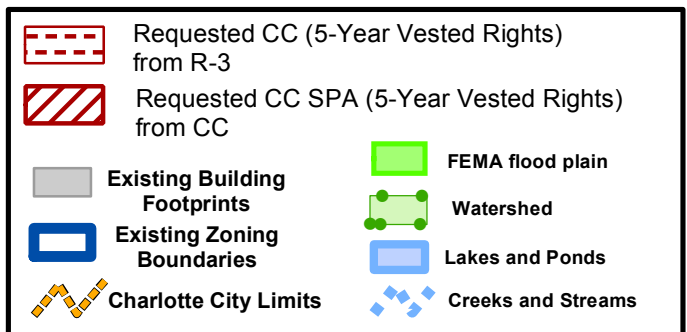 Requested CC (5-Year Vested Rights)
from R-3
Requested CC SPA (5-Year Vested Rights)
from CC
Existing Building
Footprints
Existing Zoning
Boundaries
Charlotte City Limits
FEMA flood plain
Watershed
Lakes and Ponds
Creeks and Streams